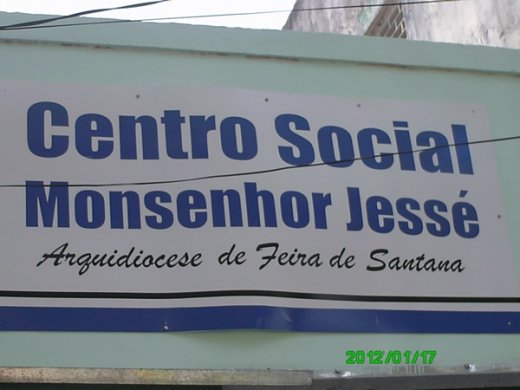 Centro Social
Monsenhor Jessé
Arquidiocese de Feira de Santana
2012/01/17